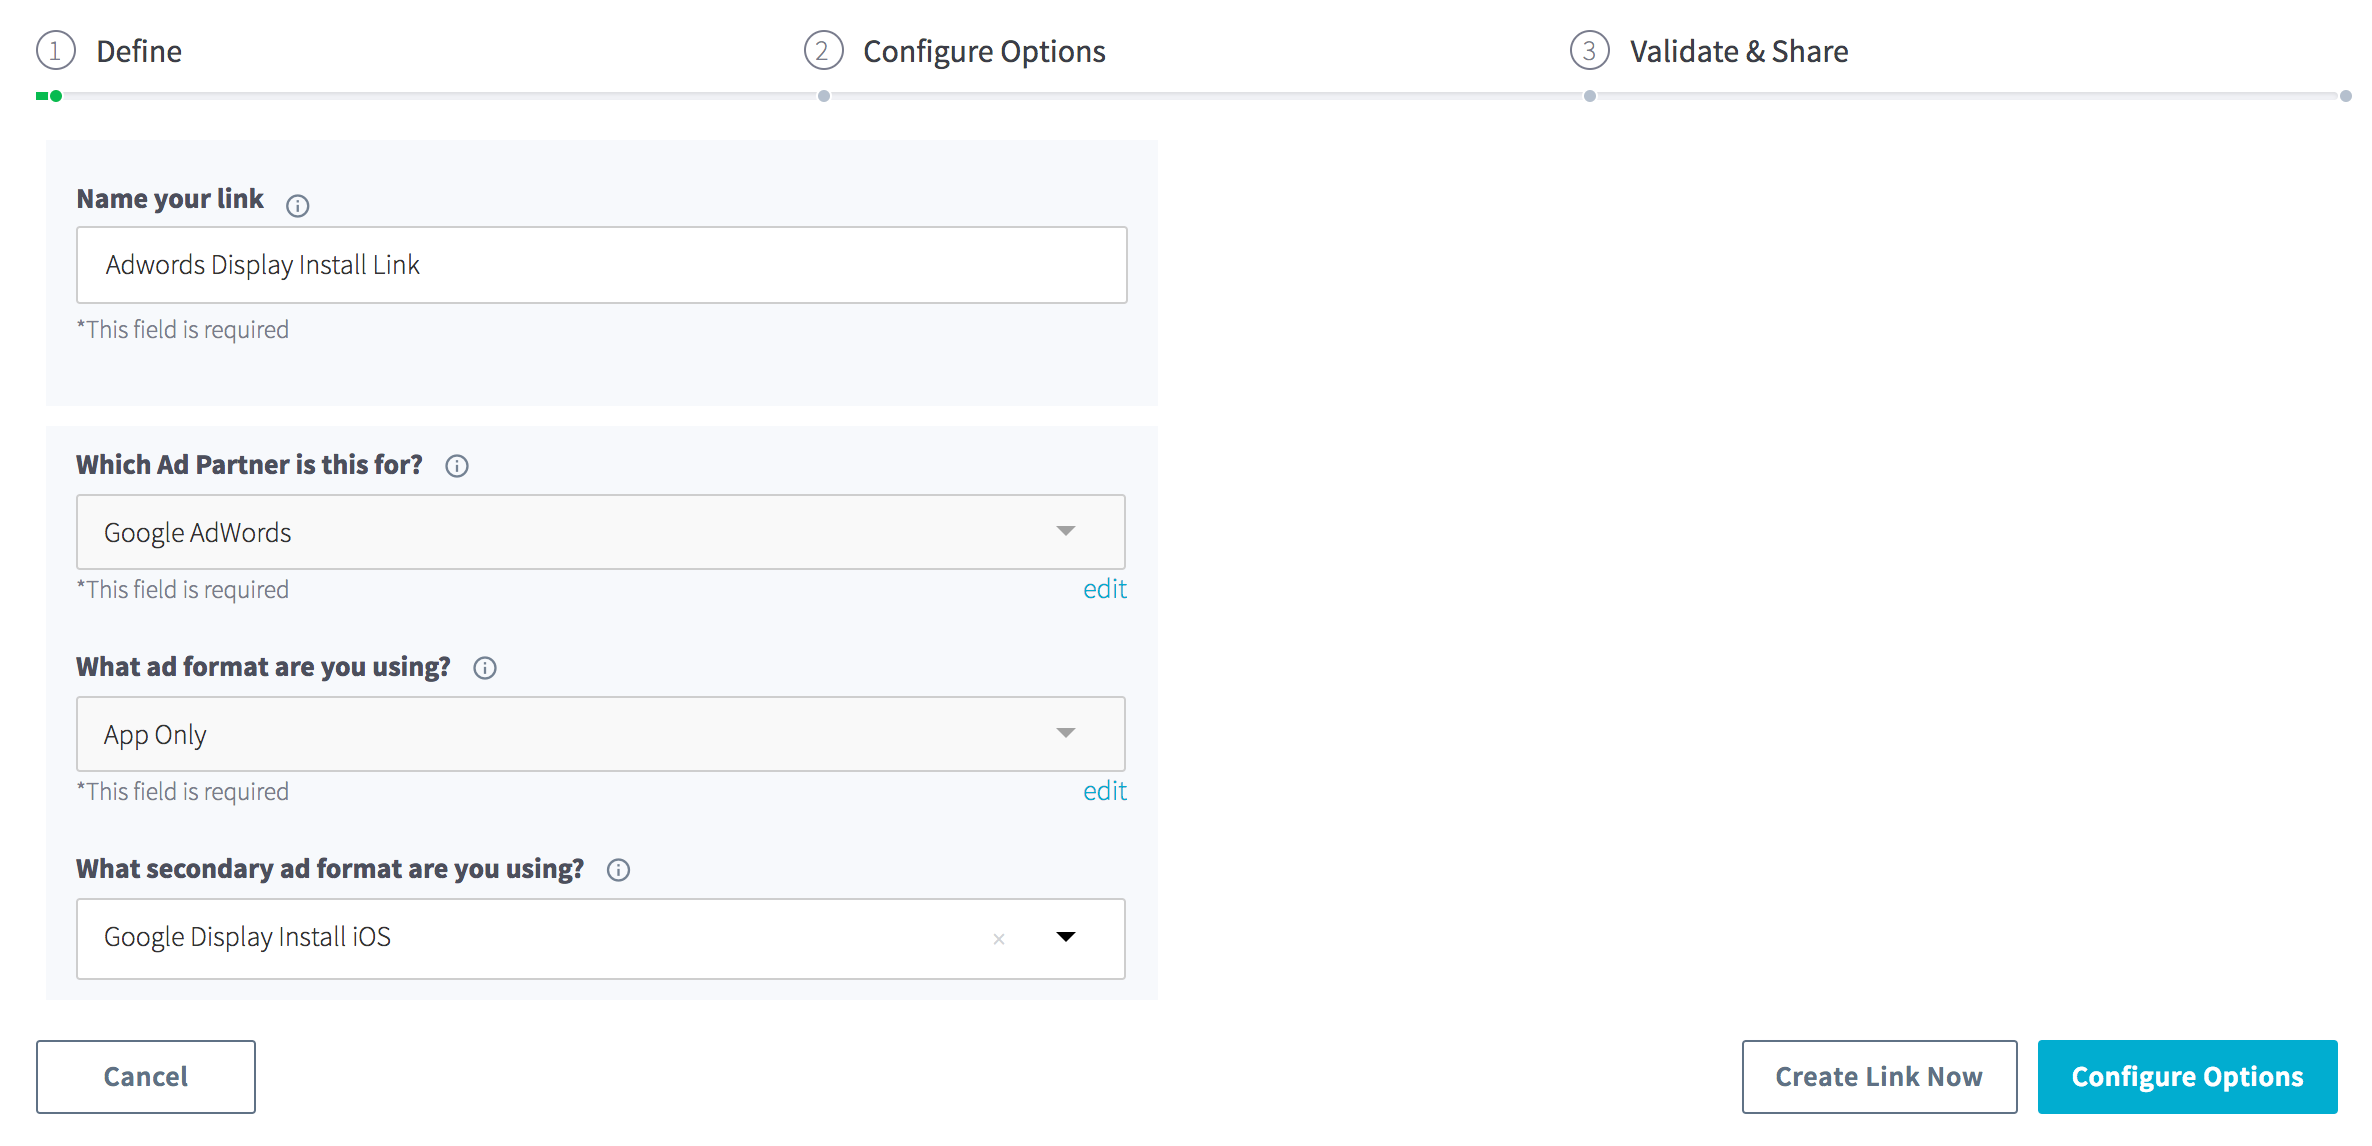 1 Define
2 Configure Options
3 Validate & Share
Name your link
Adwords Display Install Link
*This field is required
Which Ad Partner is this for?
Google AdWords
*This field is required
edit
What ad format are you using?
App Only
*This field is required
edit
What secondary ad format are you using?
Google Display Install iOS
Cancel
Create Link Now
Configure Options